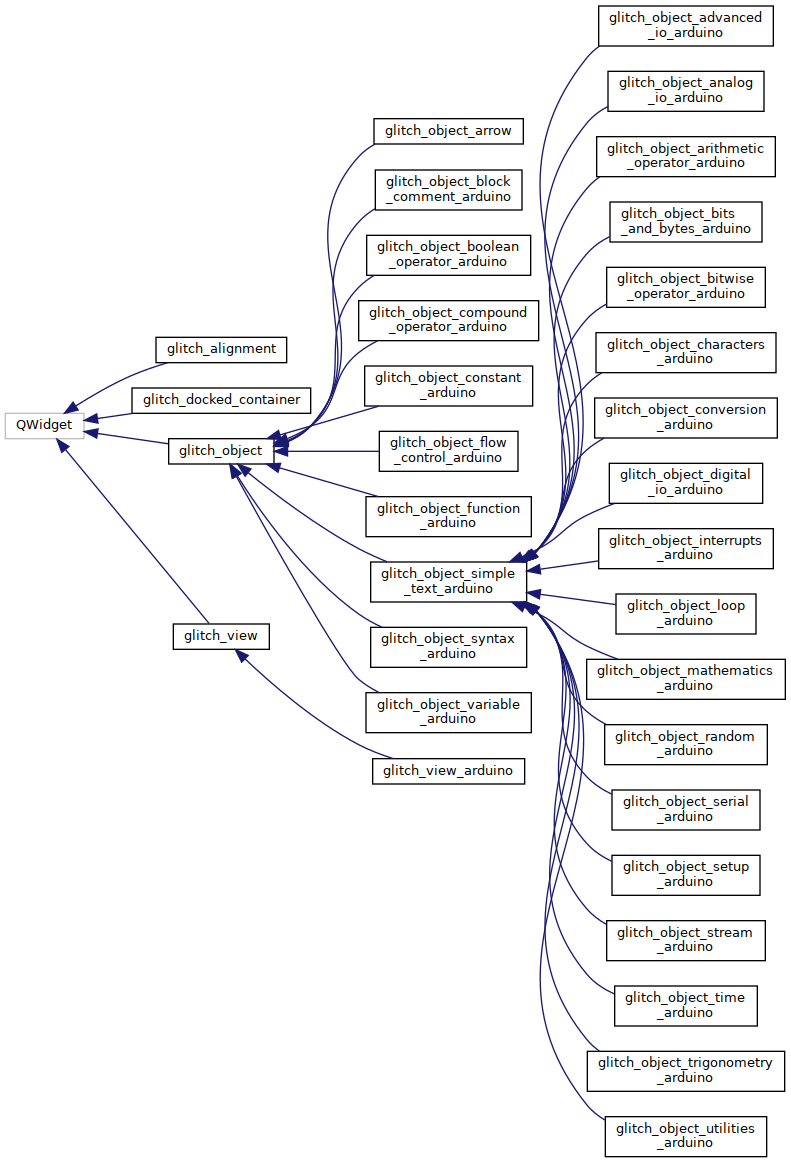 QWidget
glitch_alignment
glitch_docked_container
glitch_object
glitch_view
glitch_object_arrow
glitch_object_block
_comment_arduino
glitch_object_boolean
_operator_arduino
glitch_object_compound
_operator_arduino
glitch_object_constant
_arduino
glitch_object_flow
_control_arduino
glitch_object_function
_arduino
glitch_object_simple
_text_arduino
glitch_object_syntax
_arduino
glitch_object_variable
_arduino
glitch_view_arduino
glitch_object_advanced
_io_arduino
glitch_object_analog
_io_arduino
glitch_object_arithmetic
_operator_arduino
glitch_object_bits
_and_bytes_arduino
glitch_object_bitwise
_operator_arduino
glitch_object_characters
_arduino
glitch_object_conversion
_arduino
glitch_object_digital
_io_arduino
glitch_object_interrupts
_arduino
glitch_object_loop
_arduino
glitch_object_mathematics
_arduino
glitch_object_random
_arduino
glitch_object_serial
_arduino
glitch_object_setup
_arduino
glitch_object_stream
_arduino
glitch_object_time
_arduino
glitch_object_trigonometry
_arduino
glitch_object_utilities
_arduino